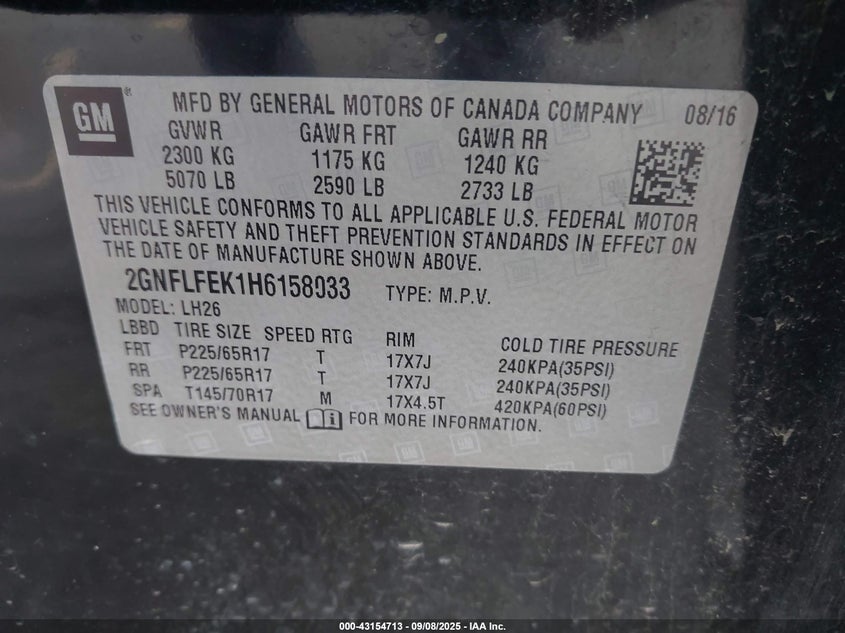 GM ®
MFD BY GENERAL MOTORS OF CANADA COMPANY 08/16
GVWR GAWR FRT GAWR RR
2300 KG 1175 KG 1240 KG
5070 LB 2590 LB 2733 LB
THIS VEHICLE CONFORMS TO ALL APPLICABLE U.S. FEDERAL MOTOR
VEHICLE SAFETY AND THEFT PREVENTION STANDARDS IN EFFECT ON
THE DATE OF MANUFACTURE SHOWN ABOVE.
2GNFLFEK1H6158033 TYPE: M.P.V.
MODEL: LH26
LBBD TIRE SIZE SPEED RTG RIM COLD TIRE PRESSURE
FRT P225/65R17 T 17X7J 240KPA(35PSI)
RR P225/65R17 T 17X7J 240KPA(35PSI)
SPA T145/70R17 M 17X4.5T 420KPA(60PSI)
SEE OWNER'S MANUAL FOR MORE INFORMATION.
000-43154713 - 09/08/2025 - IAA Inc.